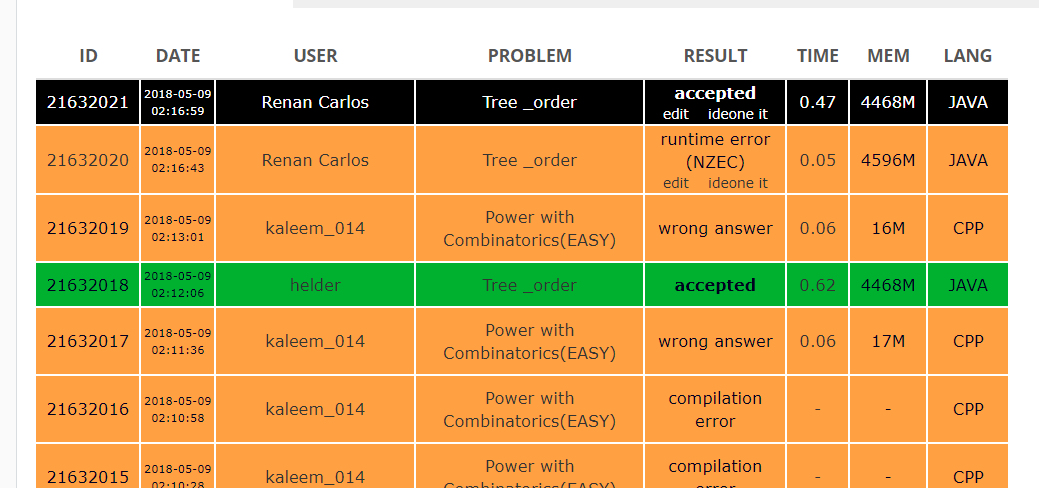 ID DATE USER PROBLEM RESULT TIME MEM LANG
21632021 2018-05-09 02:16:59 Renan Carlos Tree _order accepted edit ideone it 0.47 4468M JAVA
21632020 2018-05-09 02:16:43 Renan Carlos Tree _order runtime error (NZEC) edit ideone it 0.05 4596M JAVA
21632019 2018-05-09 02:13:01 kaleem_014 Power with Combinatorics(EASY) wrong answer 0.06 16M CPP
21632018 2018-05-09 02:12:06 helder Tree _order accepted 0.62 4468M JAVA
21632017 2018-05-09 02:11:36 kaleem_014 Power with Combinatorics(EASY) wrong answer 0.06 17M CPP
21632016 2018-05-09 02:10:58 kaleem_014 Power with Combinatorics(EASY) compilation error - - CPP
21632015 2018-05-09 02:10:28 kaleem_014 Power with Combinatorics(EASY) compilation error - - CPP